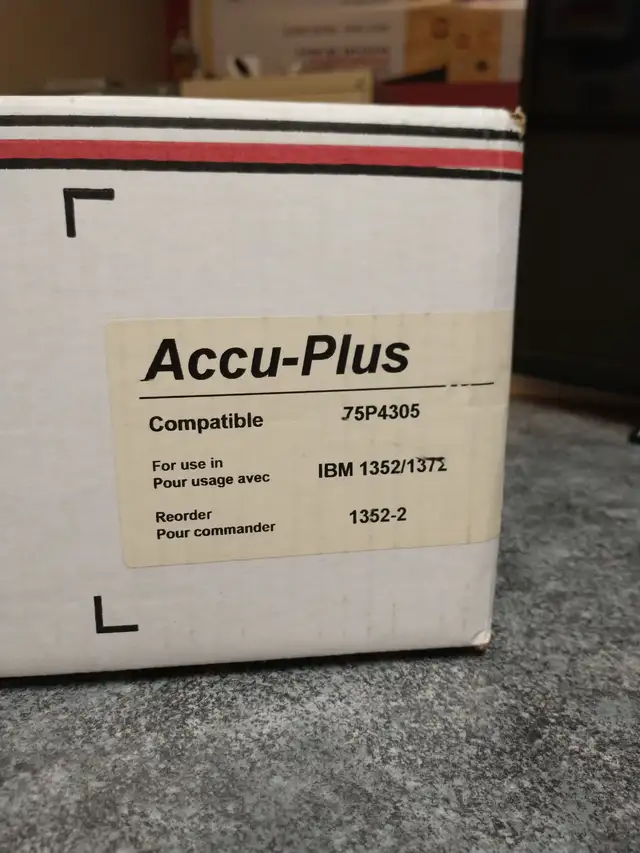 Accu-Plus
Compatible 75P4305
For use in
Pour usage avec IBM 1352/1372
Reorder
Pour commander 1352-2